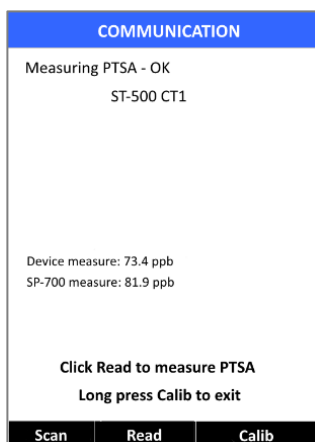 COMMUNICATION
Measuring PTSA - OK
ST-500 CT1
Device measure: 73.4 ppb
SP-700 measure: 81.9 ppb
Click Read to measure PTSA
Long press Calib to exit
Scan Read Calib